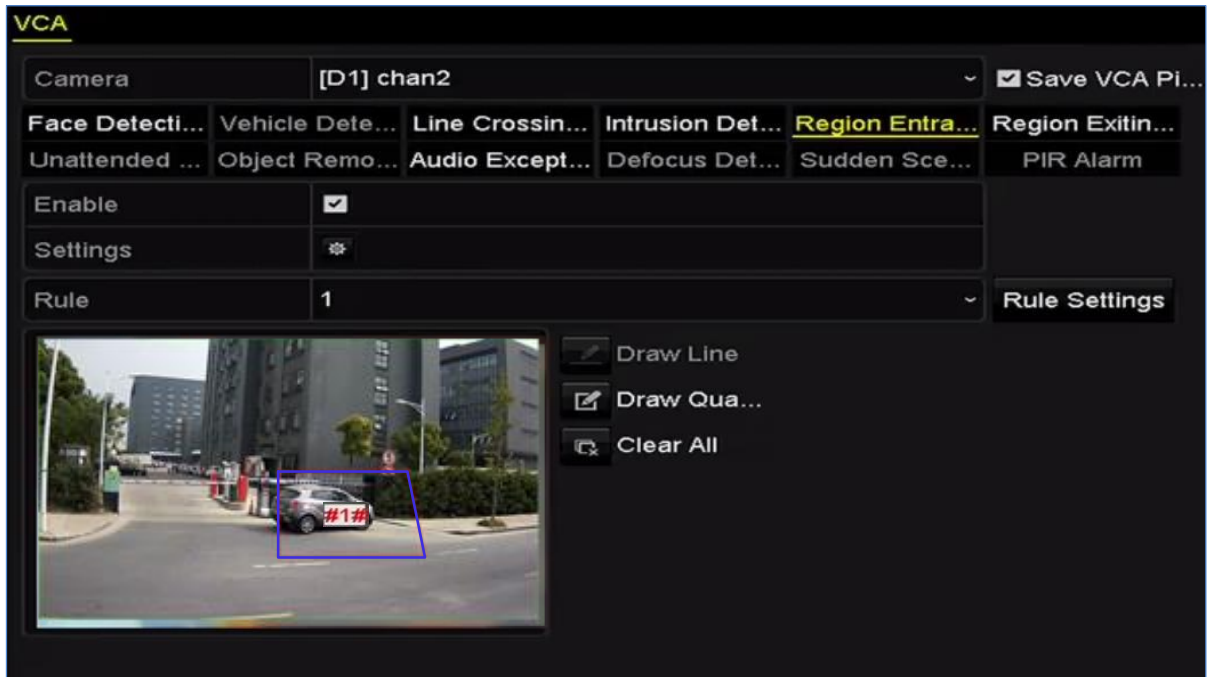 VCA
Camera [D1] chan2 Save VCA Pi...
Face Detecti... Vehicle Dete... Line Crossin... Intrusion Det... Region Entra... Region Exitin...
Unattended ... Object Remo... Audio Except... Defocus Det... Sudden Sce... PIR Alarm
Enable
Settings
Rule 1 Rule Settings
Draw Line
Draw Qua...
Clear All
#1#